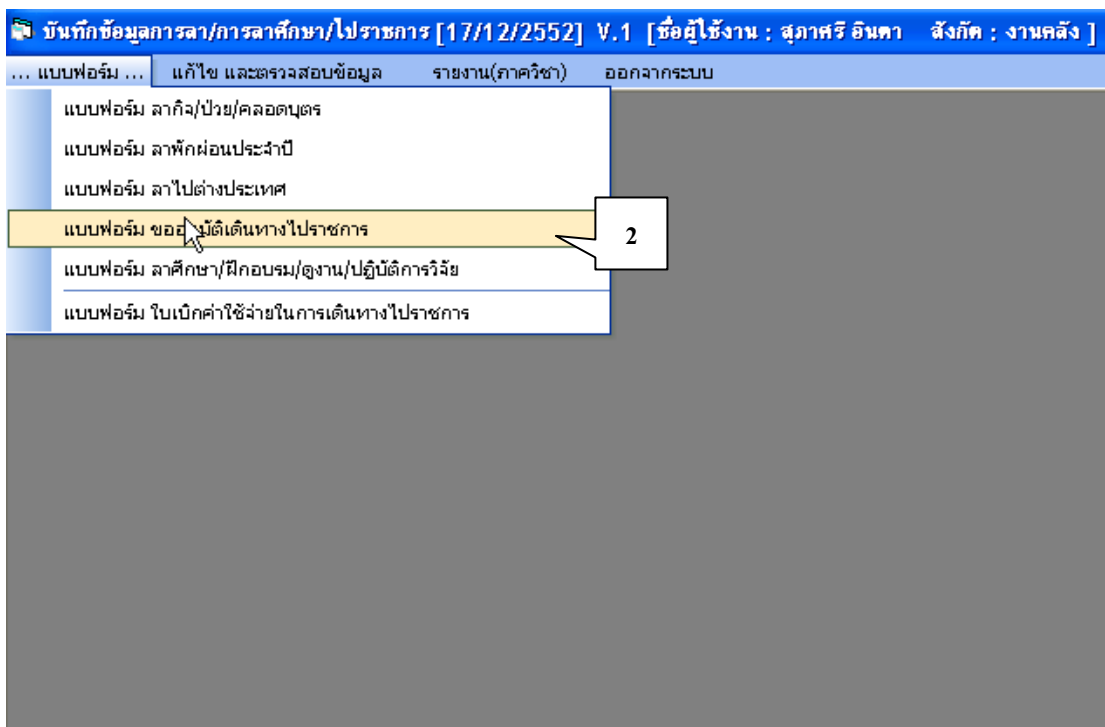 บันทึกข้อมูลการลา/การลาศึกษา/ไปราชการ [17/12/2552] V.1 [ชื่อผู้ใช้งาน : สุภาศรี อินตา สังกัด : งานคลัง ]
... แบบฟอร์ม ... แก้ไข และตรวจสอบข้อมูล รายงาน(ภาควิชา) ออกจากระบบ
แบบฟอร์ม ลากิจ/ป่วย/คลอดบุตร
แบบฟอร์ม ลาพักผ่อนประจำปี
แบบฟอร์ม ลาไปต่างประเทศ
แบบฟอร์ม ขออนุมัติเดินทางไปราชการ
2
แบบฟอร์ม ลาศึกษา/ฝึกอบรม/ดูงาน/ปฏิบัติการวิจัย
แบบฟอร์ม ใบเบิกค่าใช้จ่ายในการเดินทางไปราชการ